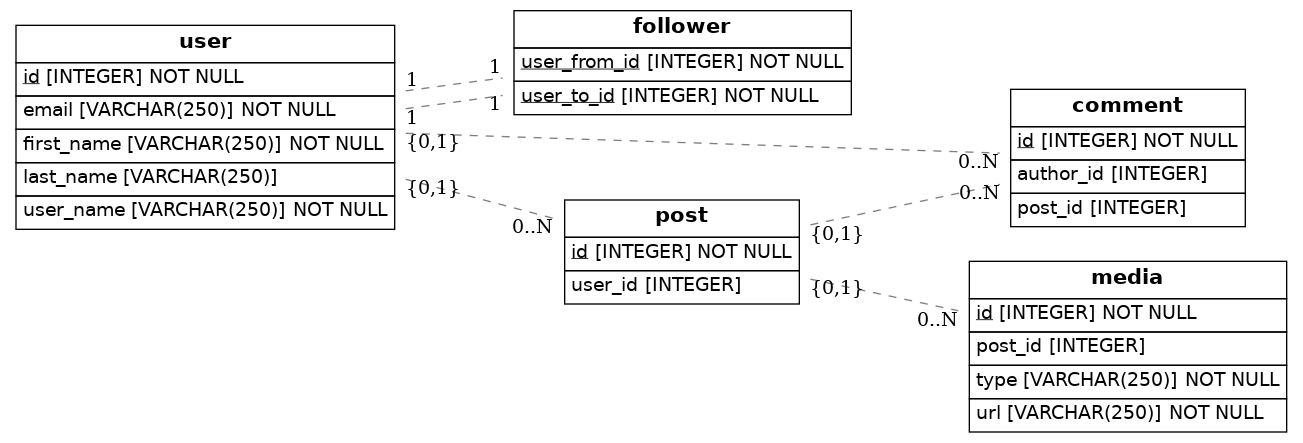 user
id [INTEGER] NOT NULL
email [VARCHAR(250)] NOT NULL
first_name [VARCHAR(250)] NOT NULL
last_name [VARCHAR(250)]
user_name [VARCHAR(250)] NOT NULL
1
1
{0,1}
{0,1}
1
1
follower
user_from_id [INTEGER] NOT NULL
user_to_id [INTEGER] NOT NULL
0..N
post
id [INTEGER] NOT NULL
user_id [INTEGER]
{0,1}
{0,1}
0..N
0..N
comment
id [INTEGER] NOT NULL
author_id [INTEGER]
post_id [INTEGER]
0..N
media
id [INTEGER] NOT NULL
post_id [INTEGER]
type [VARCHAR(250)] NOT NULL
url [VARCHAR(250)] NOT NULL